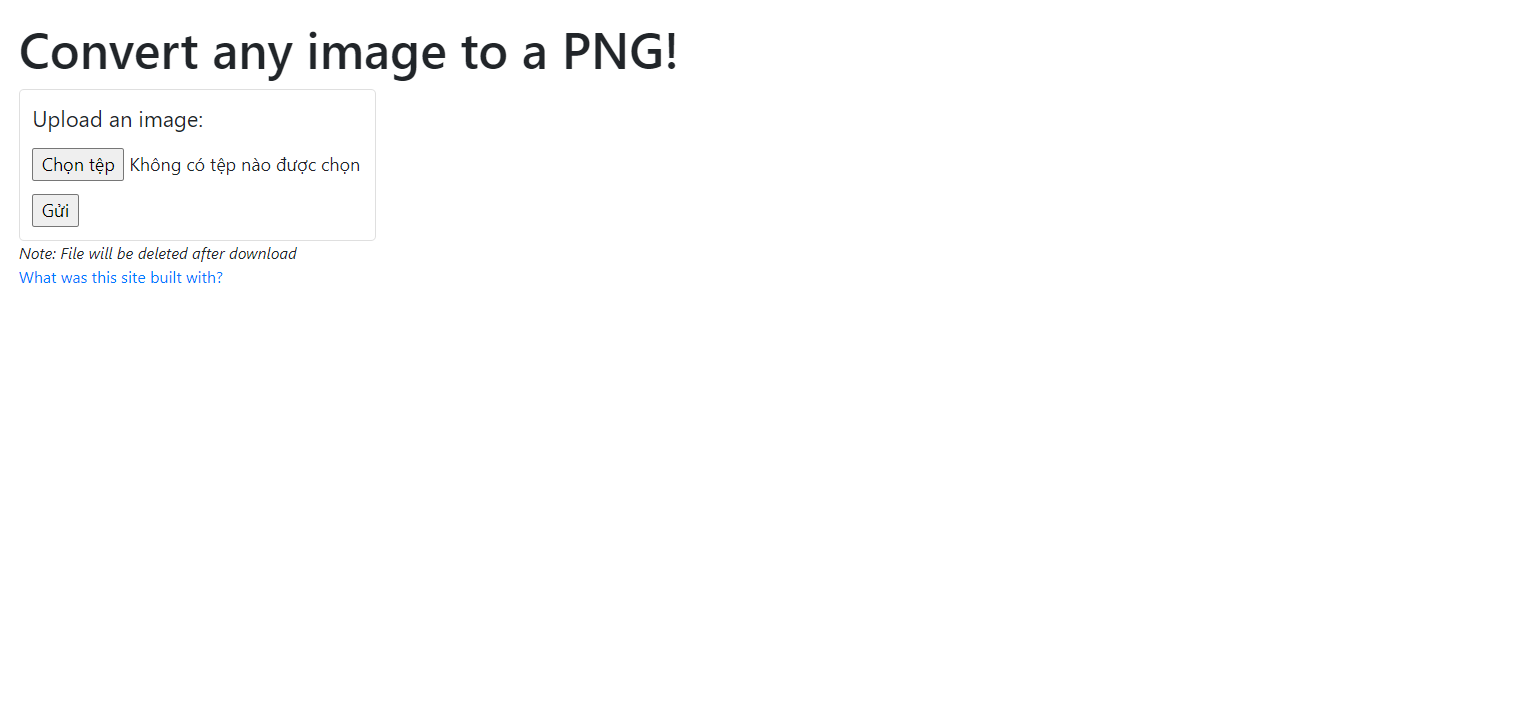 Convert any image to a PNG!
Upload an image:
Chọn tệp Không có tệp nào được chọn
Gửi
Note: File will be deleted after download
What was this site built with?